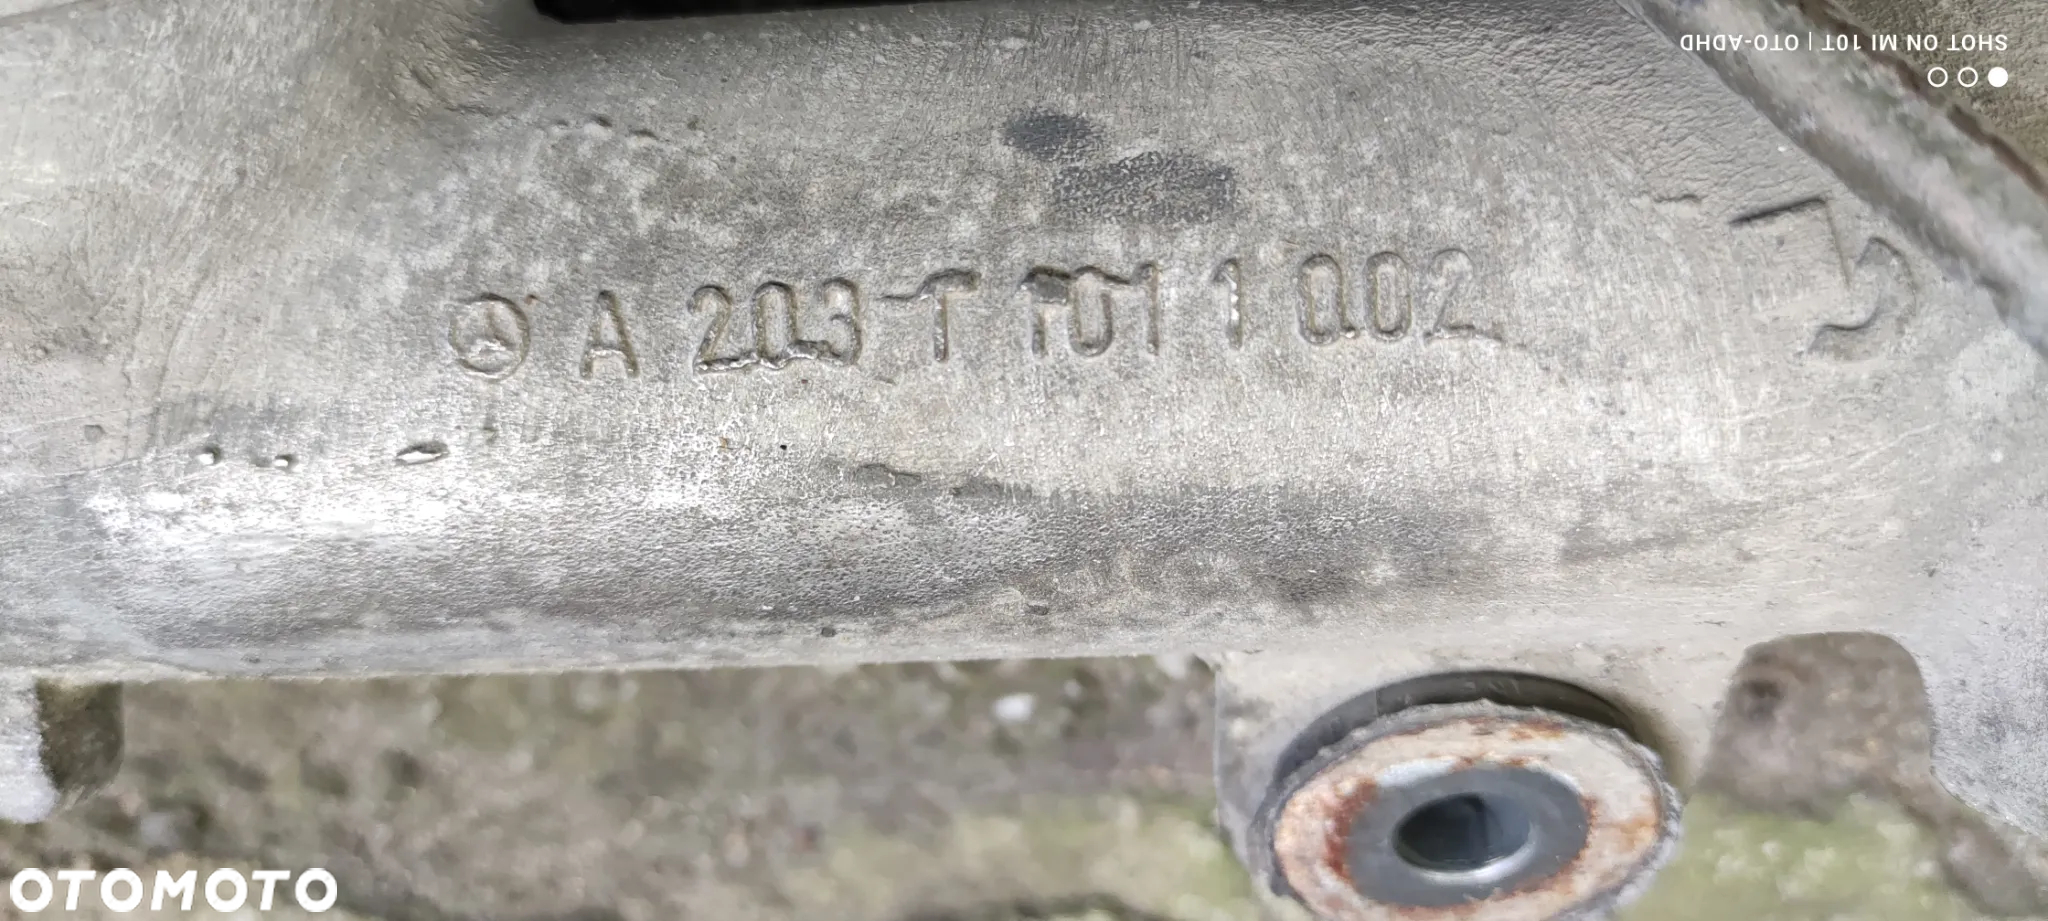 SHOT ON MI 10T | OTO-ADHD
A 203 T 101 1 002
OTOMOTO